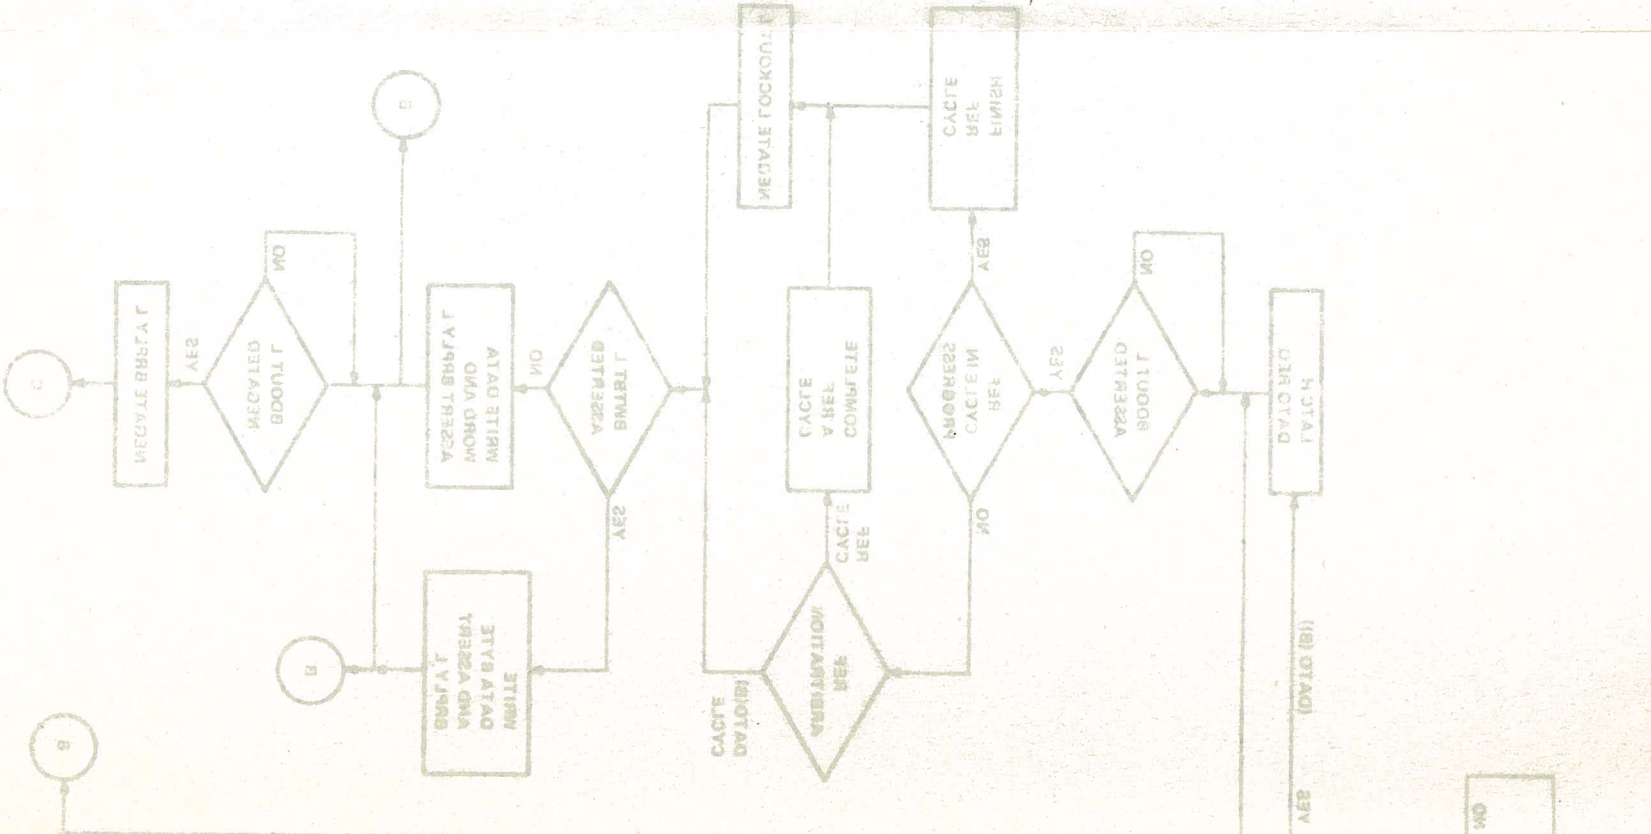 NO
YES
(DATO (B))
LATCH
DATO REQ
NO
BDOUT L
ASSERTED
YES
REF
CYCLE IN
PROGRESS
YES
NO
FINISH
REF
CYCLE
REF
ARBITRATION
REF
CYCLE
COMPLETE
A REF
CYCLE
DATO(B)
CYCLE
NEGATE LOCKOUT L
BWTBT L
ASSERTED
YES
NO
WRITE
DATA BYTE
AND ASSERT
BRPLY L
WRITE DATA
WORD AND
ASSERT BRPLY L
D
NO
BDOUT L
NEGATED
YES
NEGATE BRPLY L
C
B